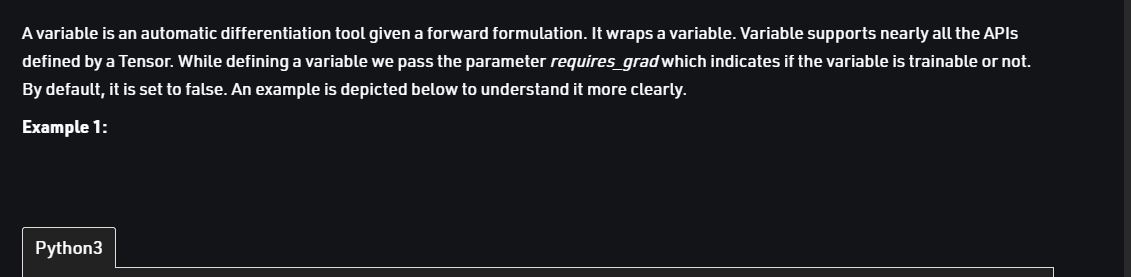 A variable is an automatic differentiation tool given a forward formulation. It wraps a variable. Variable supports nearly all the APIs
defined by a Tensor. While defining a variable we pass the parameter requires_grad which indicates if the variable is trainable or not.
By default, it is set to false. An example is depicted below to understand it more clearly.
Example 1:
Python3